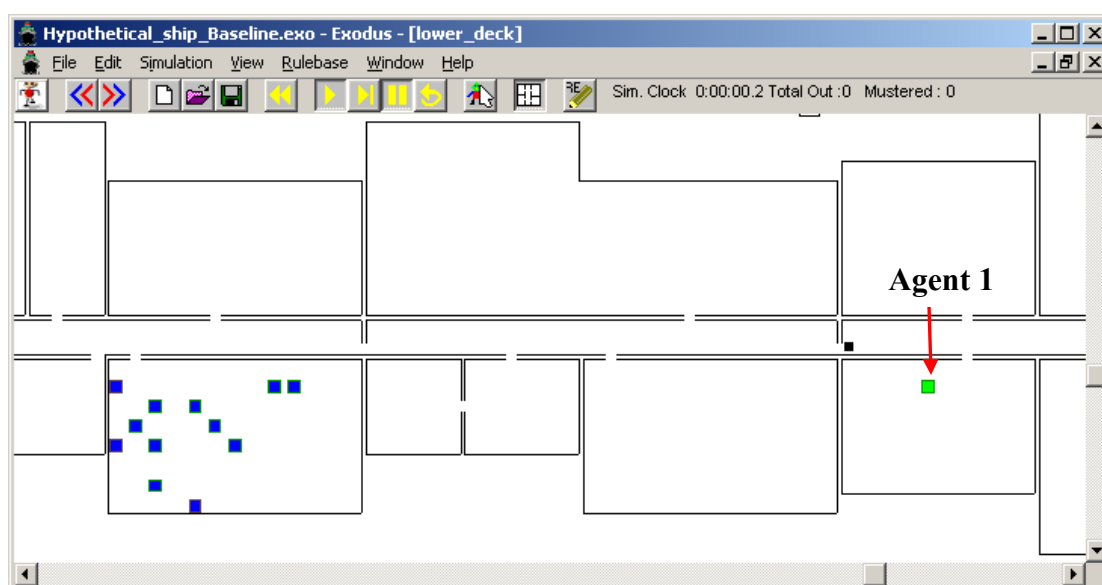 Hypothetical_ship_Baseline.exo - Exodus - [lower_deck]
File Edit Simulation View Rulebase Window Help
RE Sim. Clock 0:00:00.2 Total Out :0 Mustered : 0
Agent 1